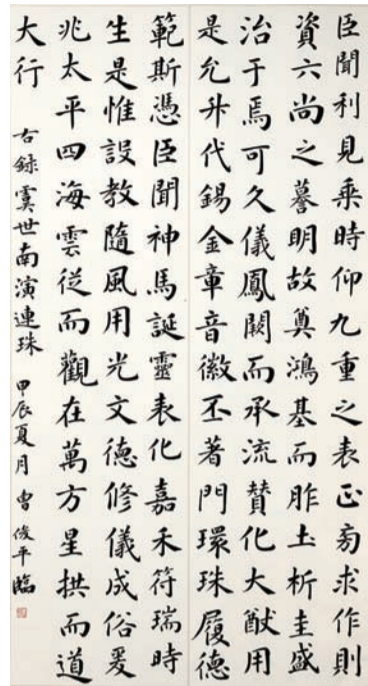 臣聞利見乘時仰九重之表正旁求作則
資六尚之謩明故奠鴻基而胙土析圭盛
治于焉可久儀鳳闕而承流贊化大猷用
是允升代錫金章音徽丕著門環珠履德
範斯憑臣聞神馬誕靈表化嘉禾符瑞時
生是惟設教隨風用光文德修儀成俗爰
兆太平四海雲從而觀在萬方星拱而道
大行
右録虞世南演連珠 甲辰夏月 曾俊平臨